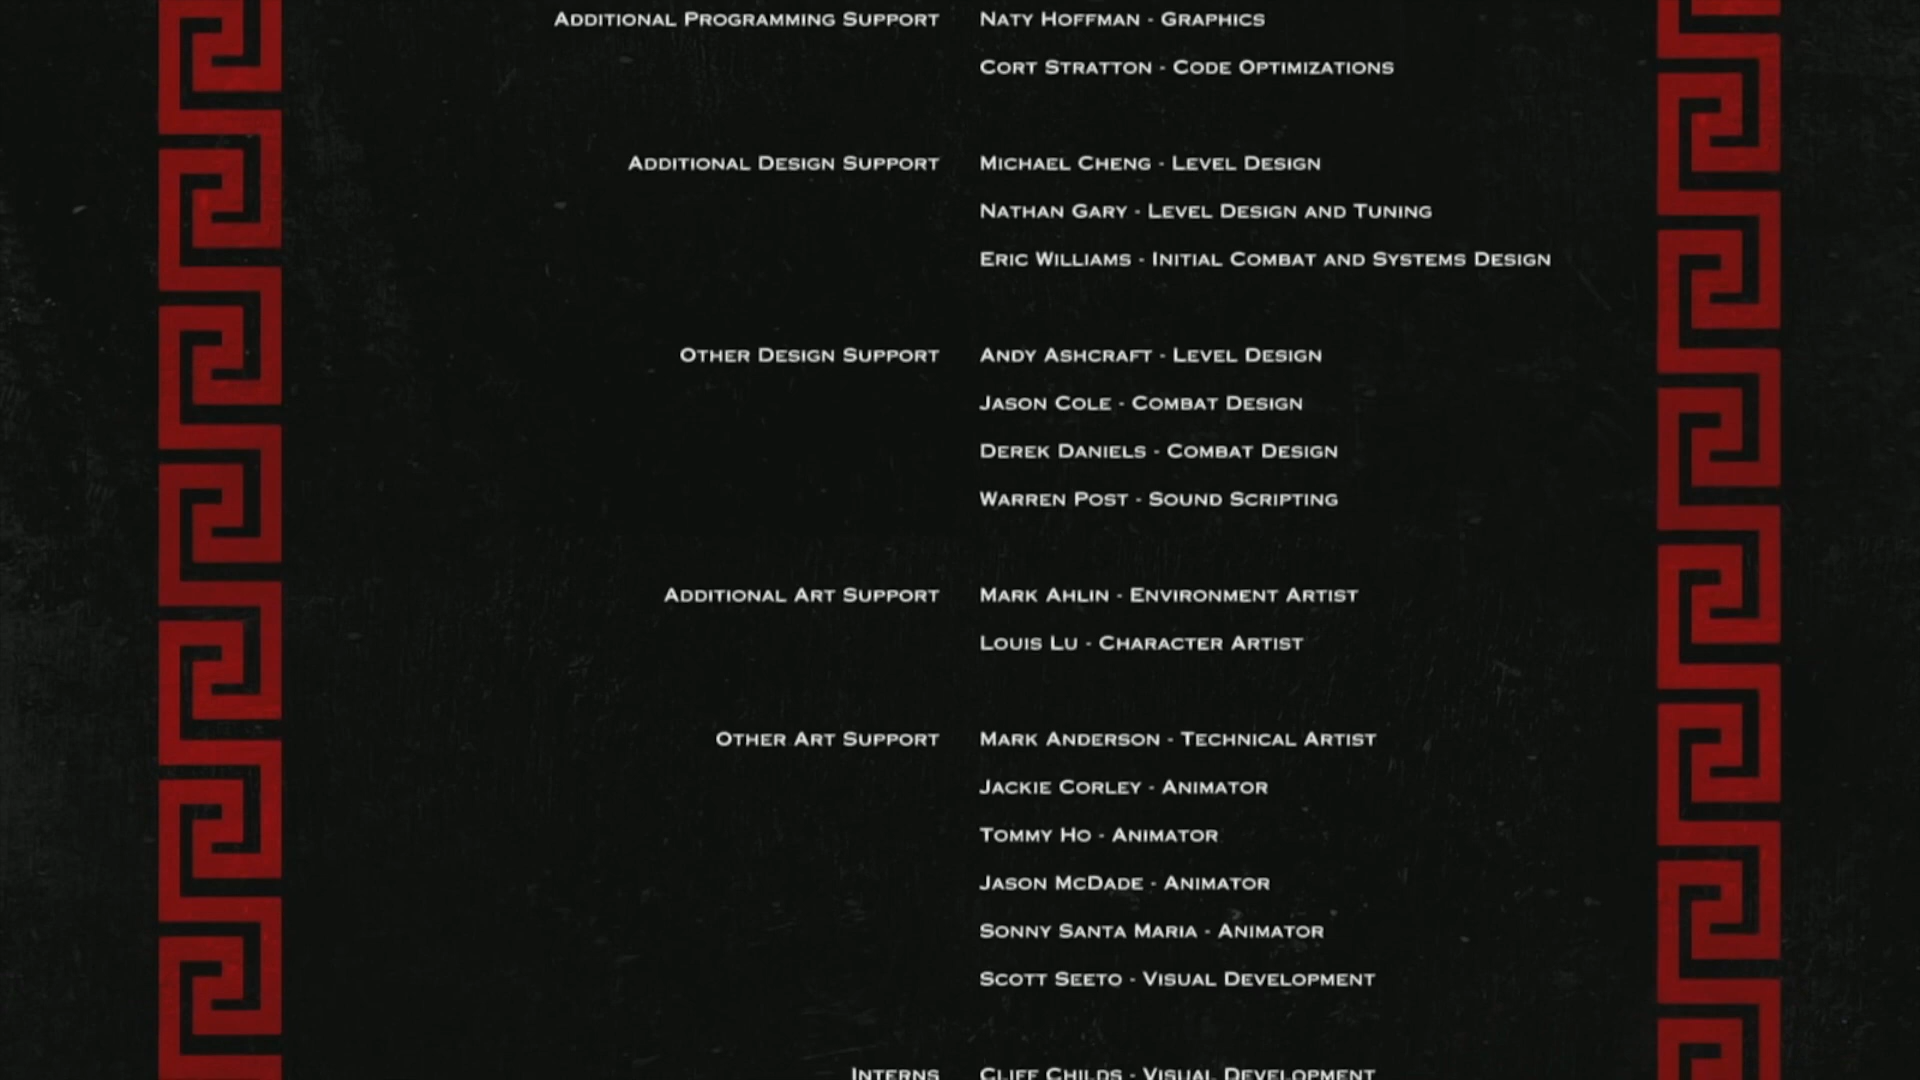 Additional Programming Support Naty Hoffman - Graphics
Cort Stratton - Code Optimizations
Additional Design Support Michael Cheng - Level Design
Nathan Gary - Level Design and Tuning
Eric Williams - Initial Combat and Systems Design
Other Design Support Andy Ashcraft - Level Design
Jason Cole - Combat Design
Derek Daniels - Combat Design
Warren Post - Sound Scripting
Additional Art Support Mark Ahlin - Environment Artist
Louis Lu - Character Artist
Other Art Support Mark Anderson - Technical Artist
Jackie Corley - Animator
Tommy Ho - Animator
Jason McDade - Animator
Sonny Santa Maria - Animator
Scott Seeto - Visual Development
Interns Cliff Childs - Visual Development